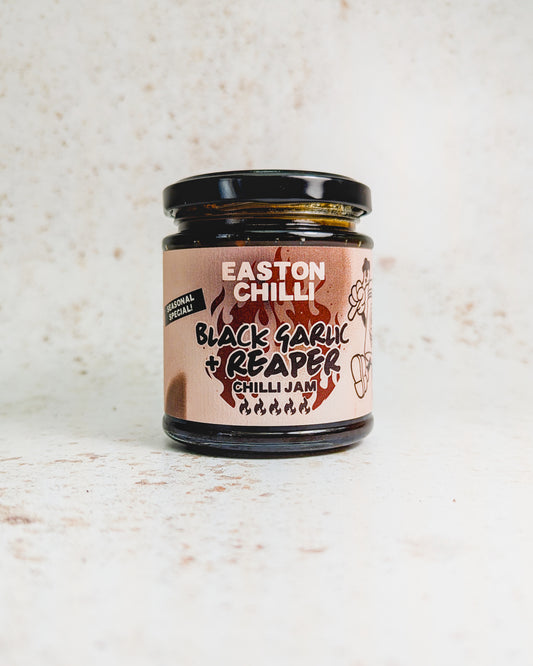 EASTON
CHILLI
SEASONAL
SPECIAL!
BLACK GARLIC
+ REAPER
CHILLI JAM